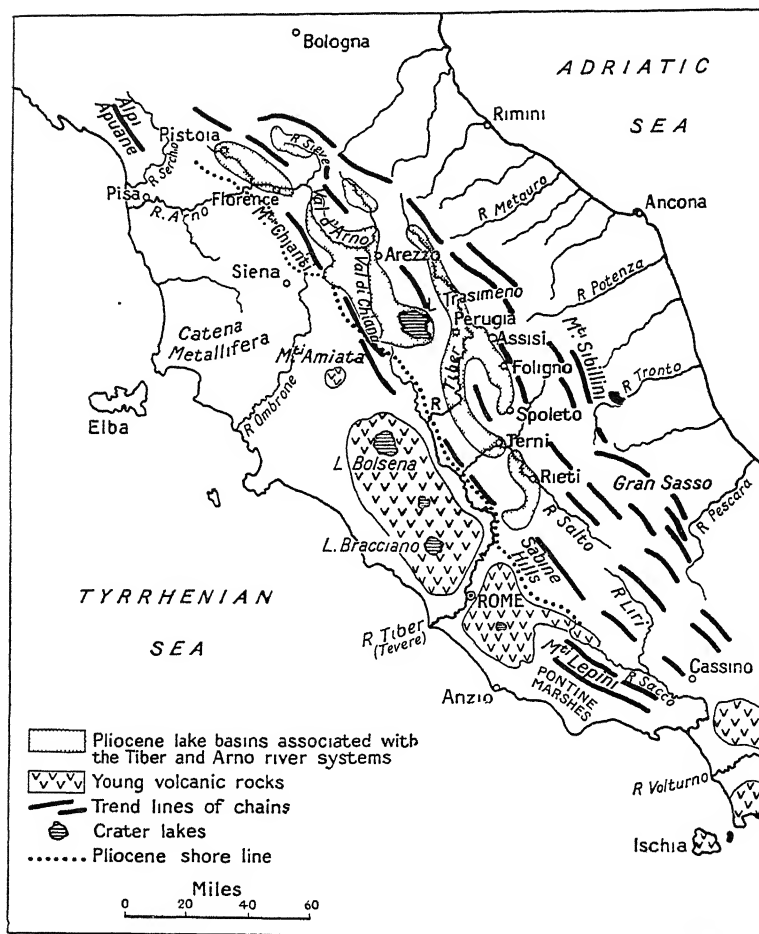 Bologna
ADRIATIC
SEA
Rimini
Alpi
Apuane
Pistoia
R Sieve
R Serchio
R Metauro
Pisa
R. Arno
Florence
Val d'Arno
Ancona
Mti Chianti
Arezzo
Siena
Val di Chiana
L
Trasimeno
R Potenza
Perugia
Assisi
Catena
Metallifera
Mti Sibillini
Mti Amiata
R Tiber
Foligno
R Tronto
Elba
R Ombrone
Spoleto
Terni
L. Bolsena
Rieti
Gran Sasso
R Pescara
R Salto
L. Bracciano
Sabine
Hills
TYRRHENIAN
SEA
ROME
R Liri
R Tiber
(Tevere)
Mti Lepini
R Sacco
Cassino
Anzio
PONTINE
MARSHES
Pliocene lake basins associated with
the Tiber and Arno river systems
Young volcanic rocks
R Volturno
Trend lines of chains
Crater lakes
Ischia
Pliocene shore line
Miles
0 20 40 60